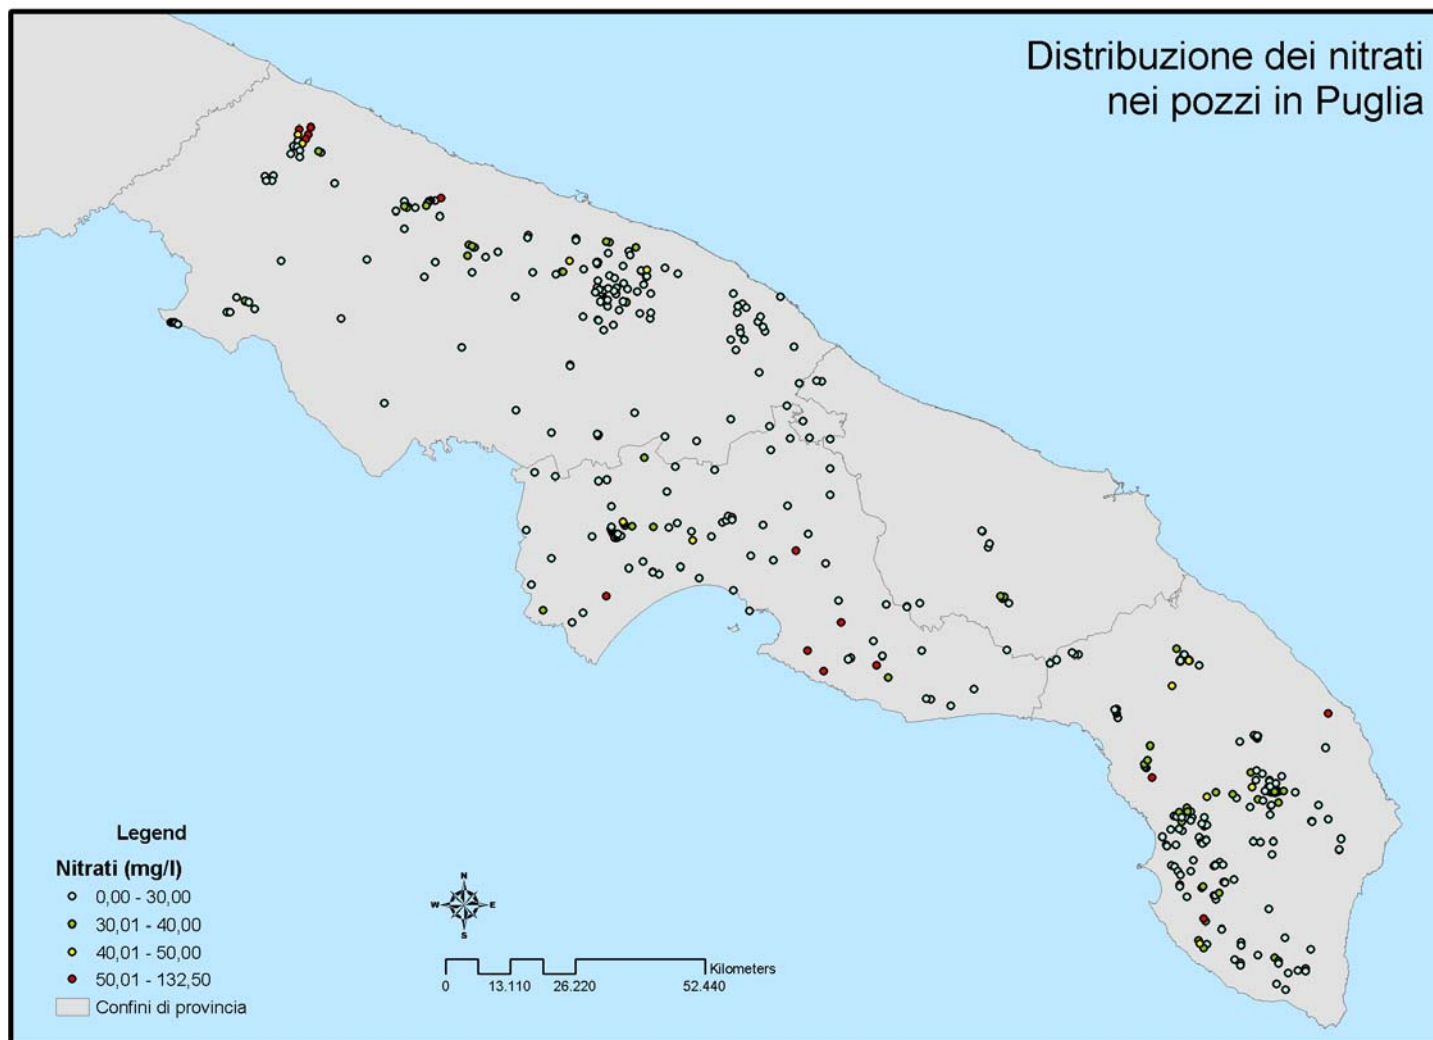 Distribuzione dei nitrati
nei pozzi in Puglia
Legend
Nitrati (mg/l)
0,00 - 30,00
30,01 - 40,00
40,01 - 50,00
50,01 - 132,50
Confini di provincia
N
W E
S
Kilometers
0 13.110 26.220 52.440